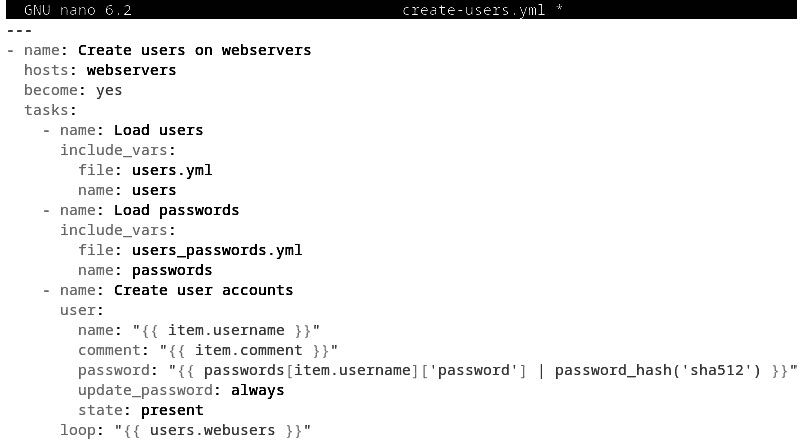 GNU nano 6.2 create-users.yml *
---
- name: Create users on webservers
  hosts: webservers
  become: yes
  tasks:
    - name: Load users
      include_vars:
        file: users.yml
        name: users
    - name: Load passwords
      include_vars:
        file: users_passwords.yml
        name: passwords
    - name: Create user accounts
      user:
        name: "{{ item.username }}"
        comment: "{{ item.comment }}"
        password: "{{ passwords[item.username]['password'] | password_hash('sha512') }}"
        update_password: always
        state: present
      loop: "{{ users.webusers }}"